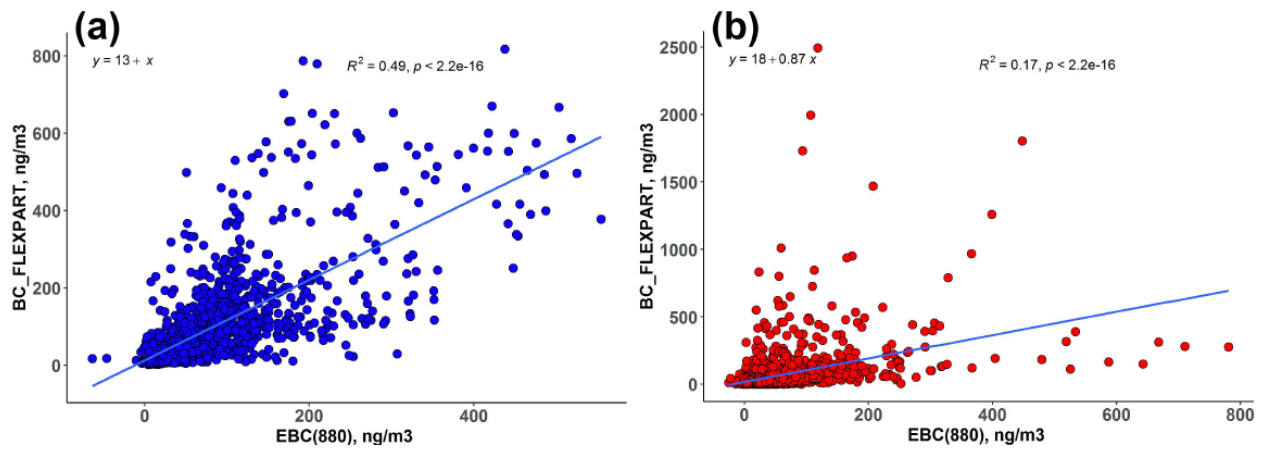 (a)
y = 13 + x
R² = 0.49, p < 2.2e-16
800
600
400
200
0
BC_FLEXPART, ng/m3
0 200 400
EBC(880), ng/m3
(b)
y = 18 + 0.87 x
R² = 0.17, p < 2.2e-16
2500
2000
1500
1000
500
0
BC_FLEXPART, ng/m3
0 200 400 600 800
EBC(880), ng/m3